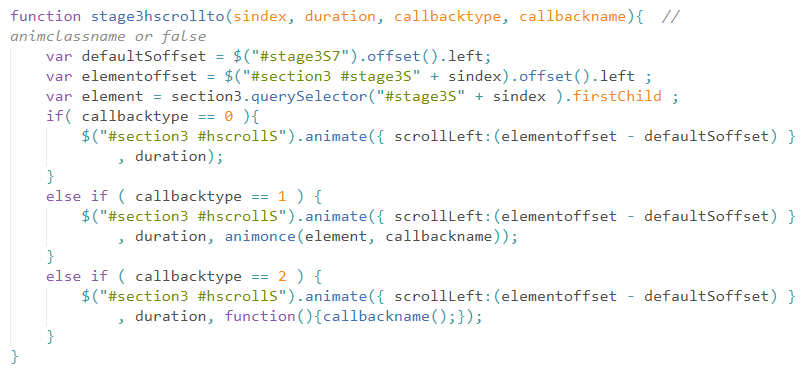 function stage3hscrollto(sindex, duration, callbacktype, callbackname){  //
animclassname or false
    var defaultSoffset = $("#stage3S7").offset().left;
    var elementoffset = $("#section3 #stage3S" + sindex).offset().left ;
    var element = section3.querySelector("#stage3S" + sindex ).firstChild ;
    if( callbacktype == 0 ){
        $("#section3 #hscrollS").animate({ scrollLeft:(elementoffset - defaultSoffset) }
            , duration);
    }
    else if ( callbacktype == 1 ) {
        $("#section3 #hscrollS").animate({ scrollLeft:(elementoffset - defaultSoffset) }
            , duration, animonce(element, callbackname));
    }
    else if ( callbacktype == 2 ) {
        $("#section3 #hscrollS").animate({ scrollLeft:(elementoffset - defaultSoffset) }
            , duration, function(){callbackname();});
    }
}